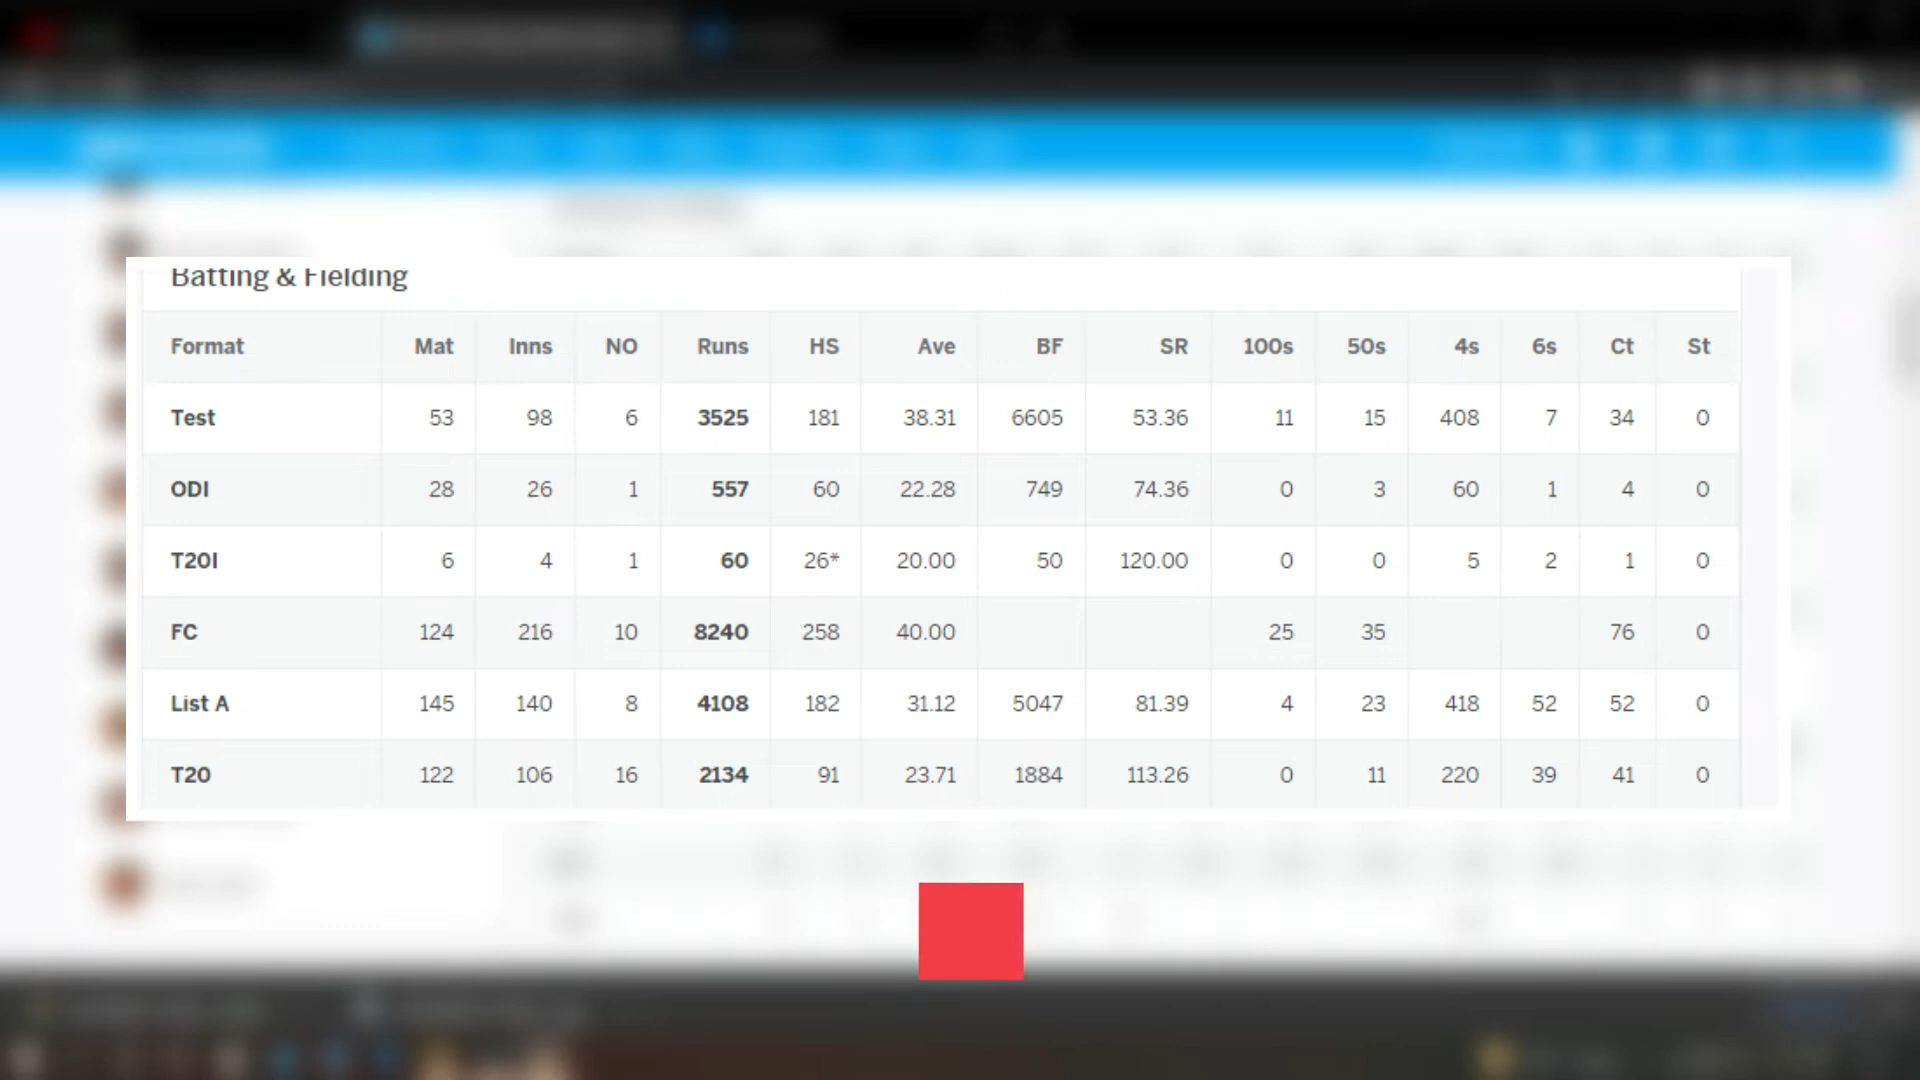 Batting & Fielding
Format Mat Inns NO Runs HS Ave BF SR 100s 50s 4s 6s Ct St
Test 53 98 6 3525 181 38.31 6605 53.36 11 15 408 7 34 0
ODI 28 26 1 557 60 22.28 749 74.36 0 3 60 1 4 0
T20I 6 4 1 60 26* 20.00 50 120.00 0 0 5 2 1 0
FC 124 216 10 8240 258 40.00 25 35 76 0
List A 145 140 8 4108 182 31.12 5047 81.39 4 23 418 52 52 0
T20 122 106 16 2134 91 23.71 1884 113.26 0 11 220 39 41 0